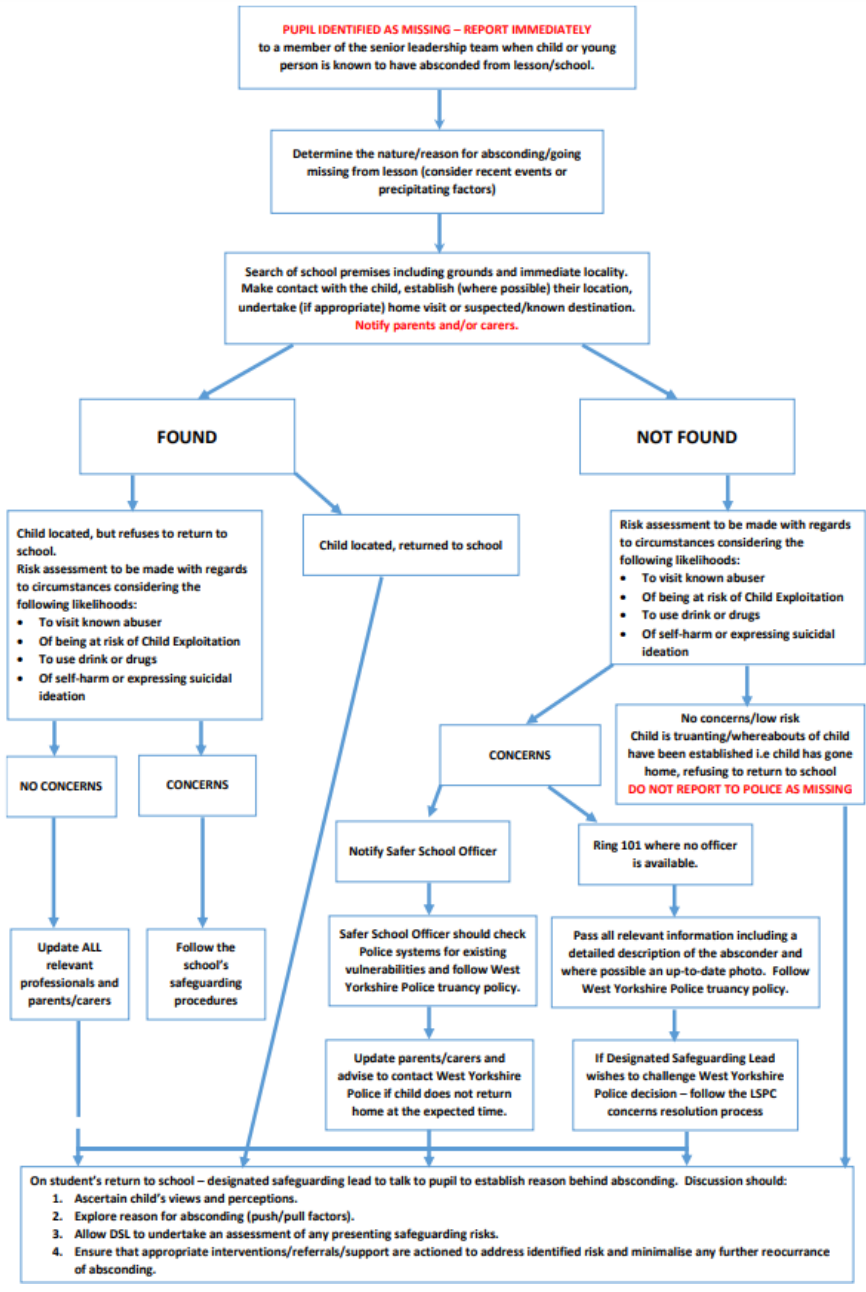 PUPIL IDENTIFIED AS MISSING – REPORT IMMEDIATELY
to a member of the senior leadership team when child or young
person is known to have absconded from lesson/school.
Determine the nature/reason for absconding/going
missing from lesson (consider recent events or
precipitating factors)
Search of school premises including grounds and immediate locality.
Make contact with the child, establish (where possible) their location,
undertake (if appropriate) home visit or suspected/known destination.
Notify parents and/or carers.
FOUND
NOT FOUND
Child located, but refuses to return to
school.
Risk assessment to be made with regards
to circumstances considering the
following likelihoods:
• To visit known abuser
• Of being at risk of Child Exploitation
• To use drink or drugs
• Of self-harm or expressing suicidal
ideation
Child located, returned to school
Risk assessment to be made with regards
to circumstances considering the
following likelihoods:
• To visit known abuser
• Of being at risk of Child Exploitation
• To use drink or drugs
• Of self-harm or expressing suicidal
ideation
NO CONCERNS
CONCERNS
CONCERNS
No concerns/low risk
Child is truanting/whereabouts of child
have been established i.e child has gone
home, refusing to return to school
DO NOT REPORT TO POLICE AS MISSING
Notify Safer School Officer
Ring 101 where no officer
is available.
Update ALL
relevant
professionals and
parents/carers
Follow the
school's
safeguarding
procedures
Safer School Officer should check
Police systems for existing
vulnerabilities and follow West
Yorkshire Police truancy policy.
Pass all relevant information including a
detailed description of the absconder and
where possible an up-to-date photo. Follow
West Yorkshire Police truancy policy.
Update parents/carers and
advise to contact West Yorkshire
Police if child does not return
home at the expected time.
If Designated Safeguarding Lead
wishes to challenge West Yorkshire
Police decision – follow the LSPC
concerns resolution process
On student's return to school – designated safeguarding lead to talk to pupil to establish reason behind absconding. Discussion should:
1. Ascertain child's views and perceptions.
2. Explore reason for absconding (push/pull factors).
3. Allow DSL to undertake an assessment of any presenting safeguarding risks.
4. Ensure that appropriate interventions/referrals/support are actioned to address identified risk and minimalise any further reocurrance
of absconding.